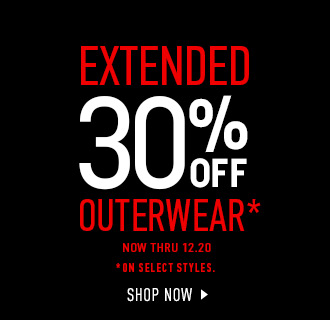 EXTENDED
30% OFF
OUTERWEAR*
NOW THRU 12.20
*ON SELECT STYLES.
SHOP NOW